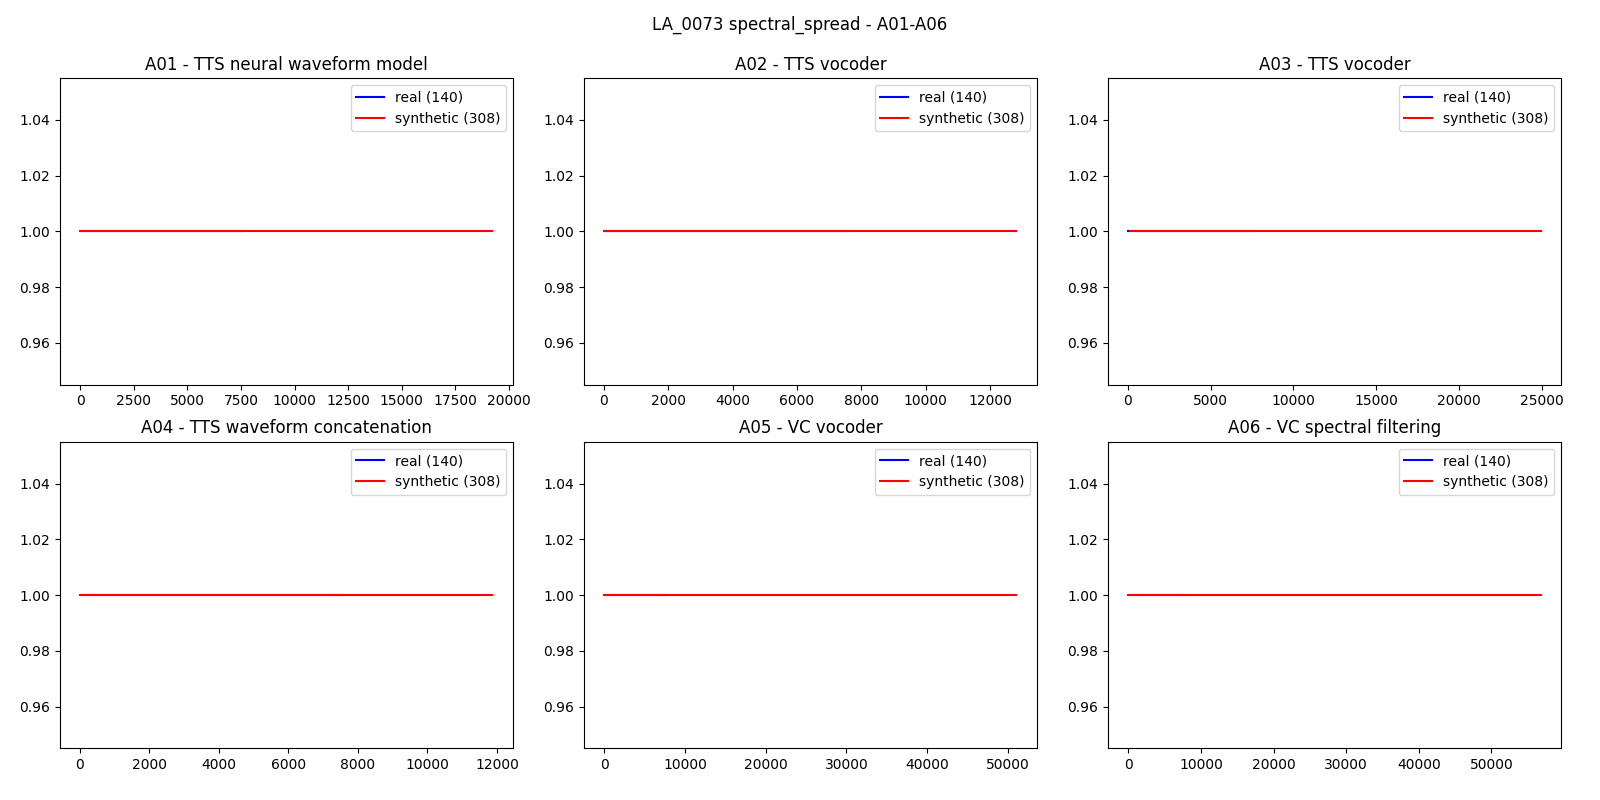 LA_0073 spectral_spread - A01-A06
A01 - TTS neural waveform model
real (140)
synthetic (308)
1.04
1.02
1.00
0.98
0.96
0 2500 5000 7500 10000 12500 15000 17500 20000
A02 - TTS vocoder
real (140)
synthetic (308)
1.04
1.02
1.00
0.98
0.96
0 2000 4000 6000 8000 10000 12000
A03 - TTS vocoder
real (140)
synthetic (308)
1.04
1.02
1.00
0.98
0.96
0 5000 10000 15000 20000 25000
A04 - TTS waveform concatenation
real (140)
synthetic (308)
1.04
1.02
1.00
0.98
0.96
0 2000 4000 6000 8000 10000 12000
A05 - VC vocoder
real (140)
synthetic (308)
1.04
1.02
1.00
0.98
0.96
0 10000 20000 30000 40000 50000
A06 - VC spectral filtering
real (140)
synthetic (308)
1.04
1.02
1.00
0.98
0.96
0 10000 20000 30000 40000 50000